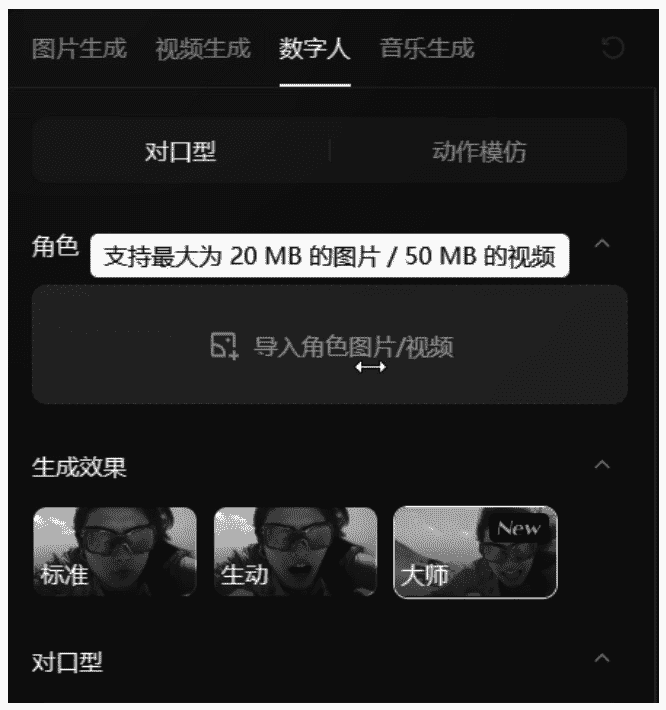 图片生成 视频生成 数字人 音乐生成
对口型 动作模仿
角色 支持最大为 20 MB 的图片 / 50 MB 的视频
导入角色图片/视频
生成效果
New
标准 生动 大师
对口型